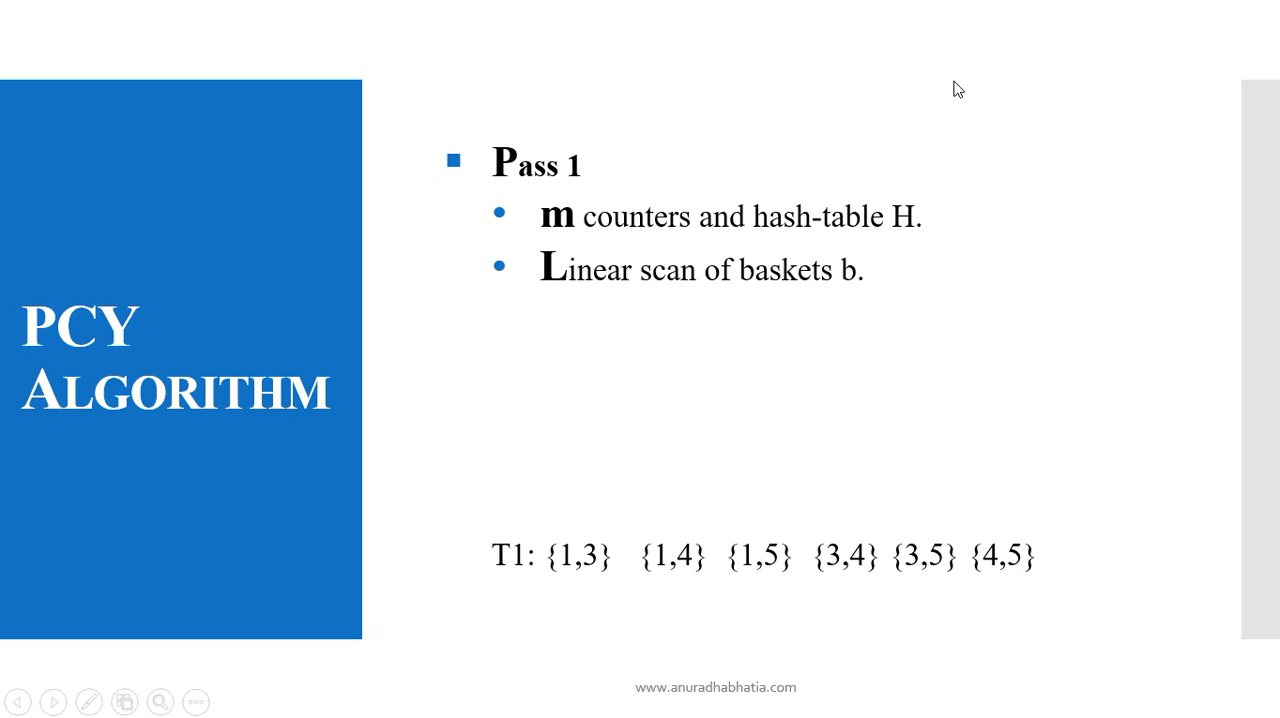 PCY
ALGORITHM
Pass 1
m counters and hash-table H.
Linear scan of baskets b.
T1: {1,3} {1,4} {1,5} {3,4} {3,5} {4,5}
www.anuradhabhatia.com